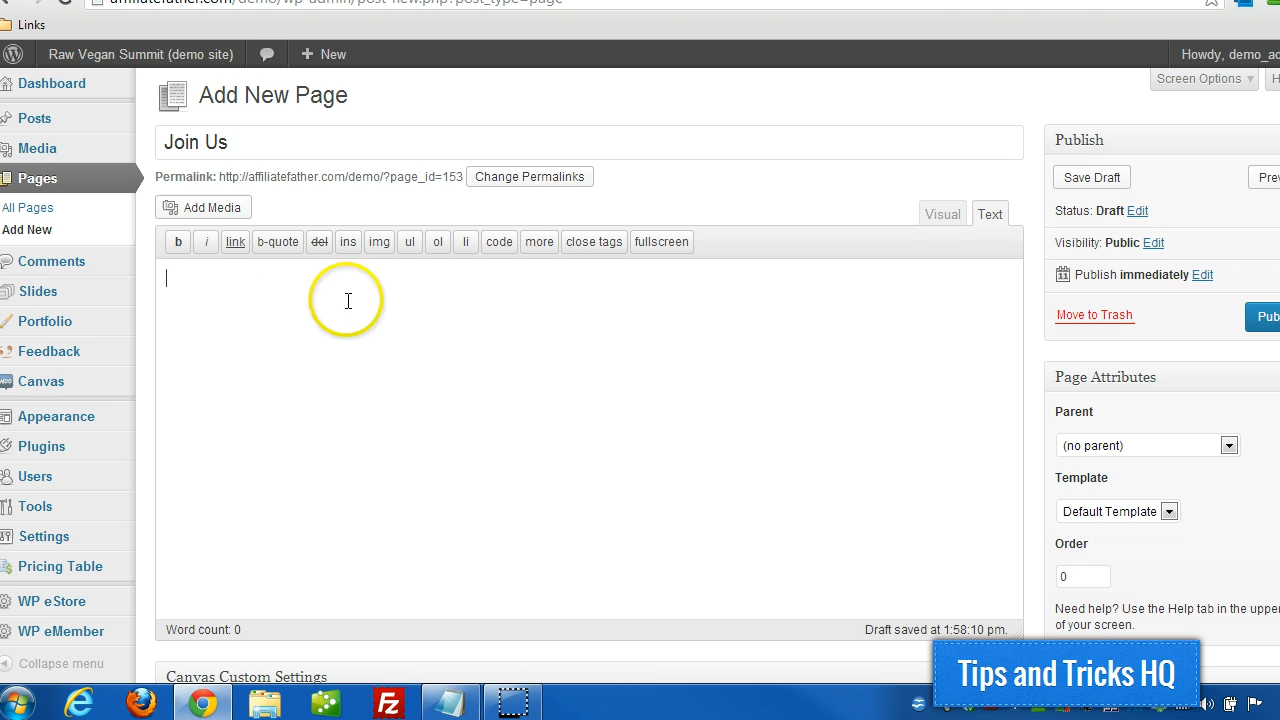 affiliatefather.com/demo/wp-admin/post-new.php?post_type=page
Links
Raw Vegan Summit (demo site)
New
Howdy, demo_ac
Dashboard
Posts
Media
Pages
All Pages
Add New
Comments
Slides
Portfolio
Feedback
Canvas
Appearance
Plugins
Users
Tools
Settings
Pricing Table
WP eStore
WP eMember
Collapse menu
Screen Options
H
Add New Page
Join Us
Permalink: http://affiliatefather.com/demo/?page_id=153 Change Permalinks
Add Media
Visual Text
b i link b-quote del ins img ul ol li code more close tags fullscreen
Word count: 0
Draft saved at 1:58:10 pm.
Canvas Custom Settings
Publish
Save Draft
Prev
Status: Draft Edit
Visibility: Public Edit
Publish immediately Edit
Move to Trash
Pub
Page Attributes
Parent
(no parent)
Template
Default Template
Order
0
Need help? Use the Help tab in the upper
of your screen.
Tips and Tricks HQ